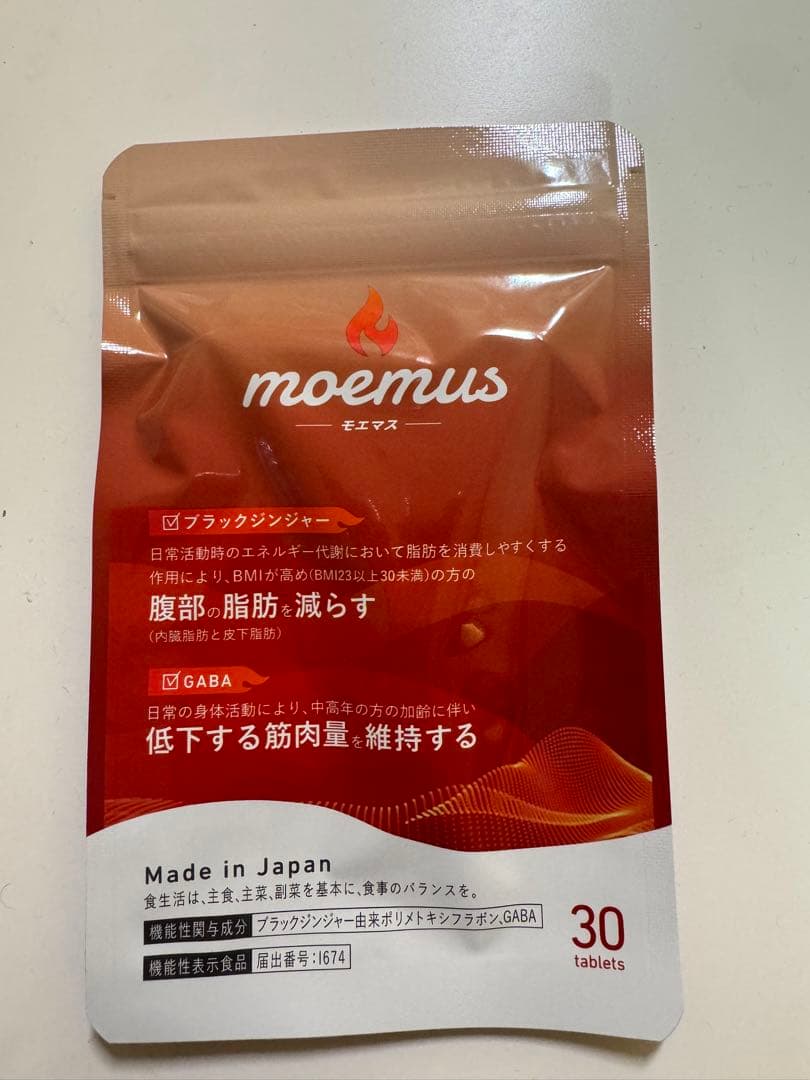 moemus
モエマス
ブラックジンジャー
日常活動時のエネルギー代謝において脂肪を消費しやすくする
作用により、BMIが高め(BMI23以上30未満)の方の
腹部の脂肪を減らす
(内臓脂肪と皮下脂肪)
GABA
日常の身体活動により、中高年の方の加齢に伴い
低下する筋肉量を維持する
Made in Japan
食生活は、主食、主菜、副菜を基本に、食事のバランスを。
機能性関与成分 ブラックジンジャー由来ポリメトキシフラボン、GABA
機能性表示食品 届出番号:I674
30
tablets